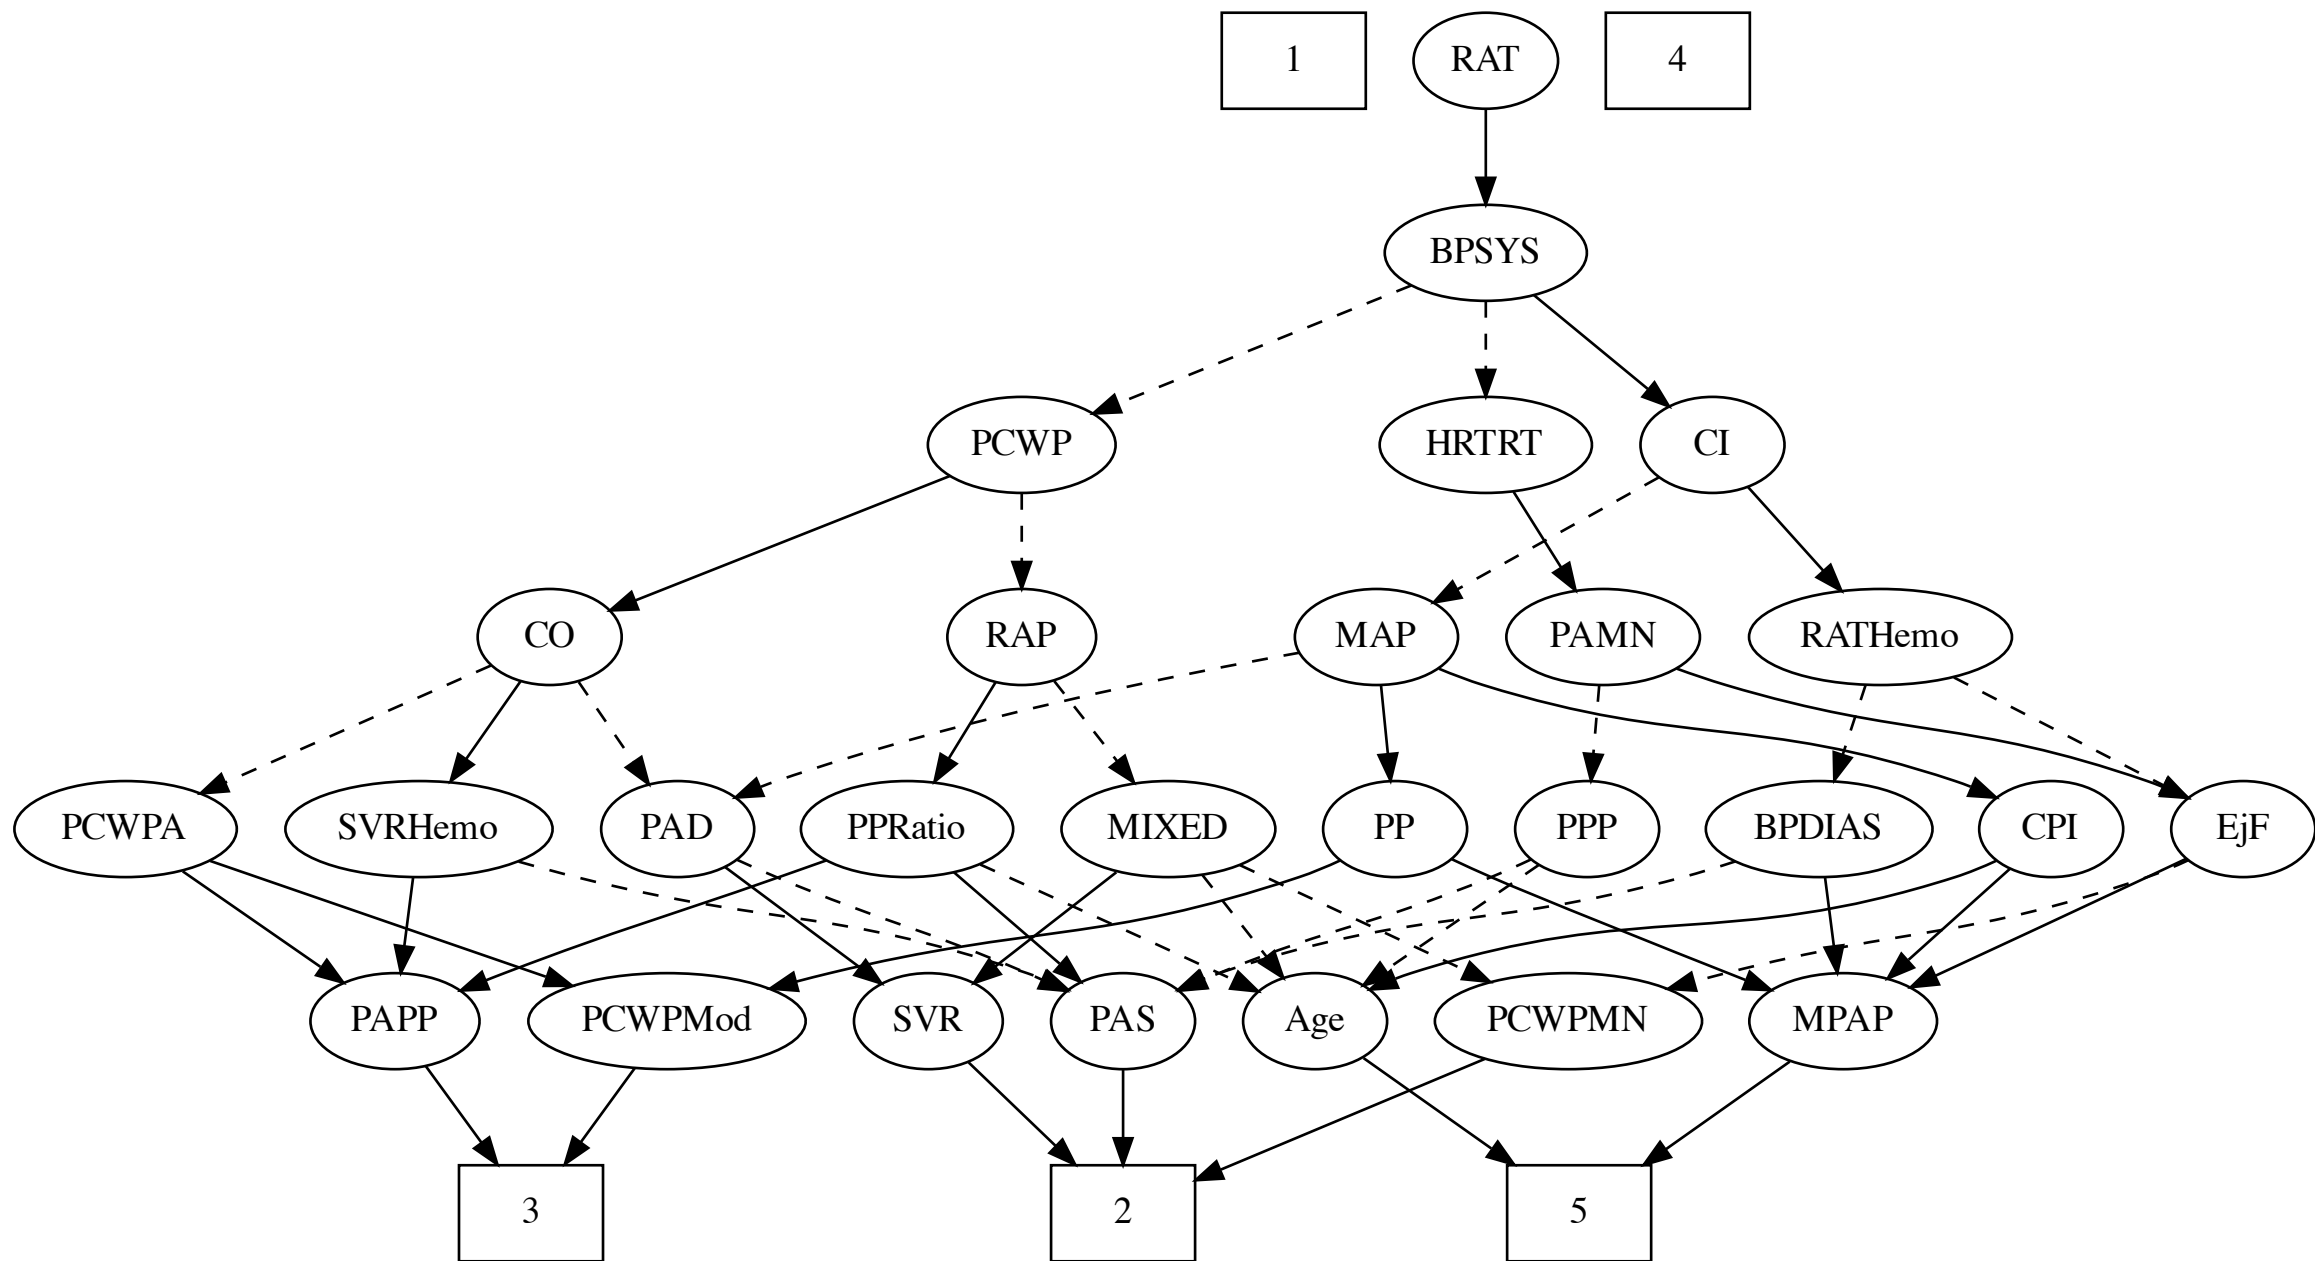 1
RAT
4
BPSYS
PCWP
HRTRT
CI
CO
RAP
MAP
PAMN
RATHemo
PCWPA
SVRHemo
PAD
PPRatio
MIXED
PP
PPP
BPDIAS
CPI
EjF
PAPP
PCWPMod
SVR
PAS
Age
PCWPMN
MPAP
3
2
5